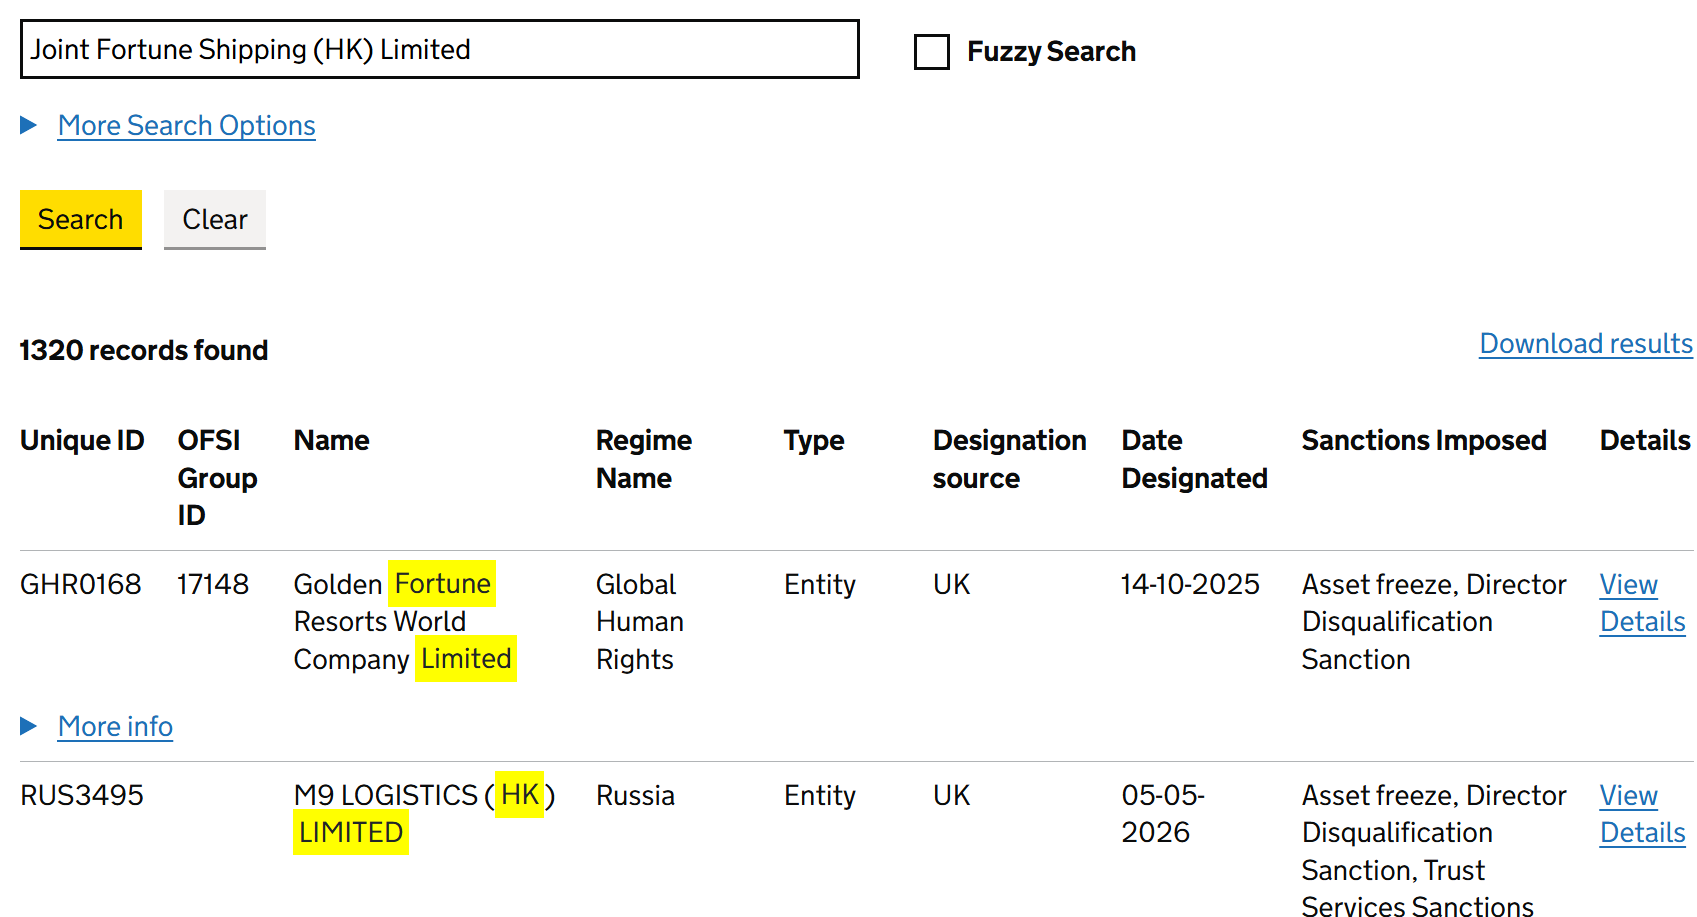 Joint Fortune Shipping (HK) Limited
Fuzzy Search
More Search Options
Search
Clear
1320 records found
Download results
Unique ID
OFSI
Group
ID
Name
Regime
Name
Type
Designation
source
Date
Designated
Sanctions Imposed
Details
GHR0168
17148
Golden Fortune
Resorts World
Company Limited
Global
Human
Rights
Entity
UK
14-10-2025
Asset freeze, Director
Disqualification
Sanction
View
Details
More info
RUS3495
M9 LOGISTICS (HK)
LIMITED
Russia
Entity
UK
05-05-
2026
Asset freeze, Director
Disqualification
Sanction, Trust
Services Sanctions
View
Details